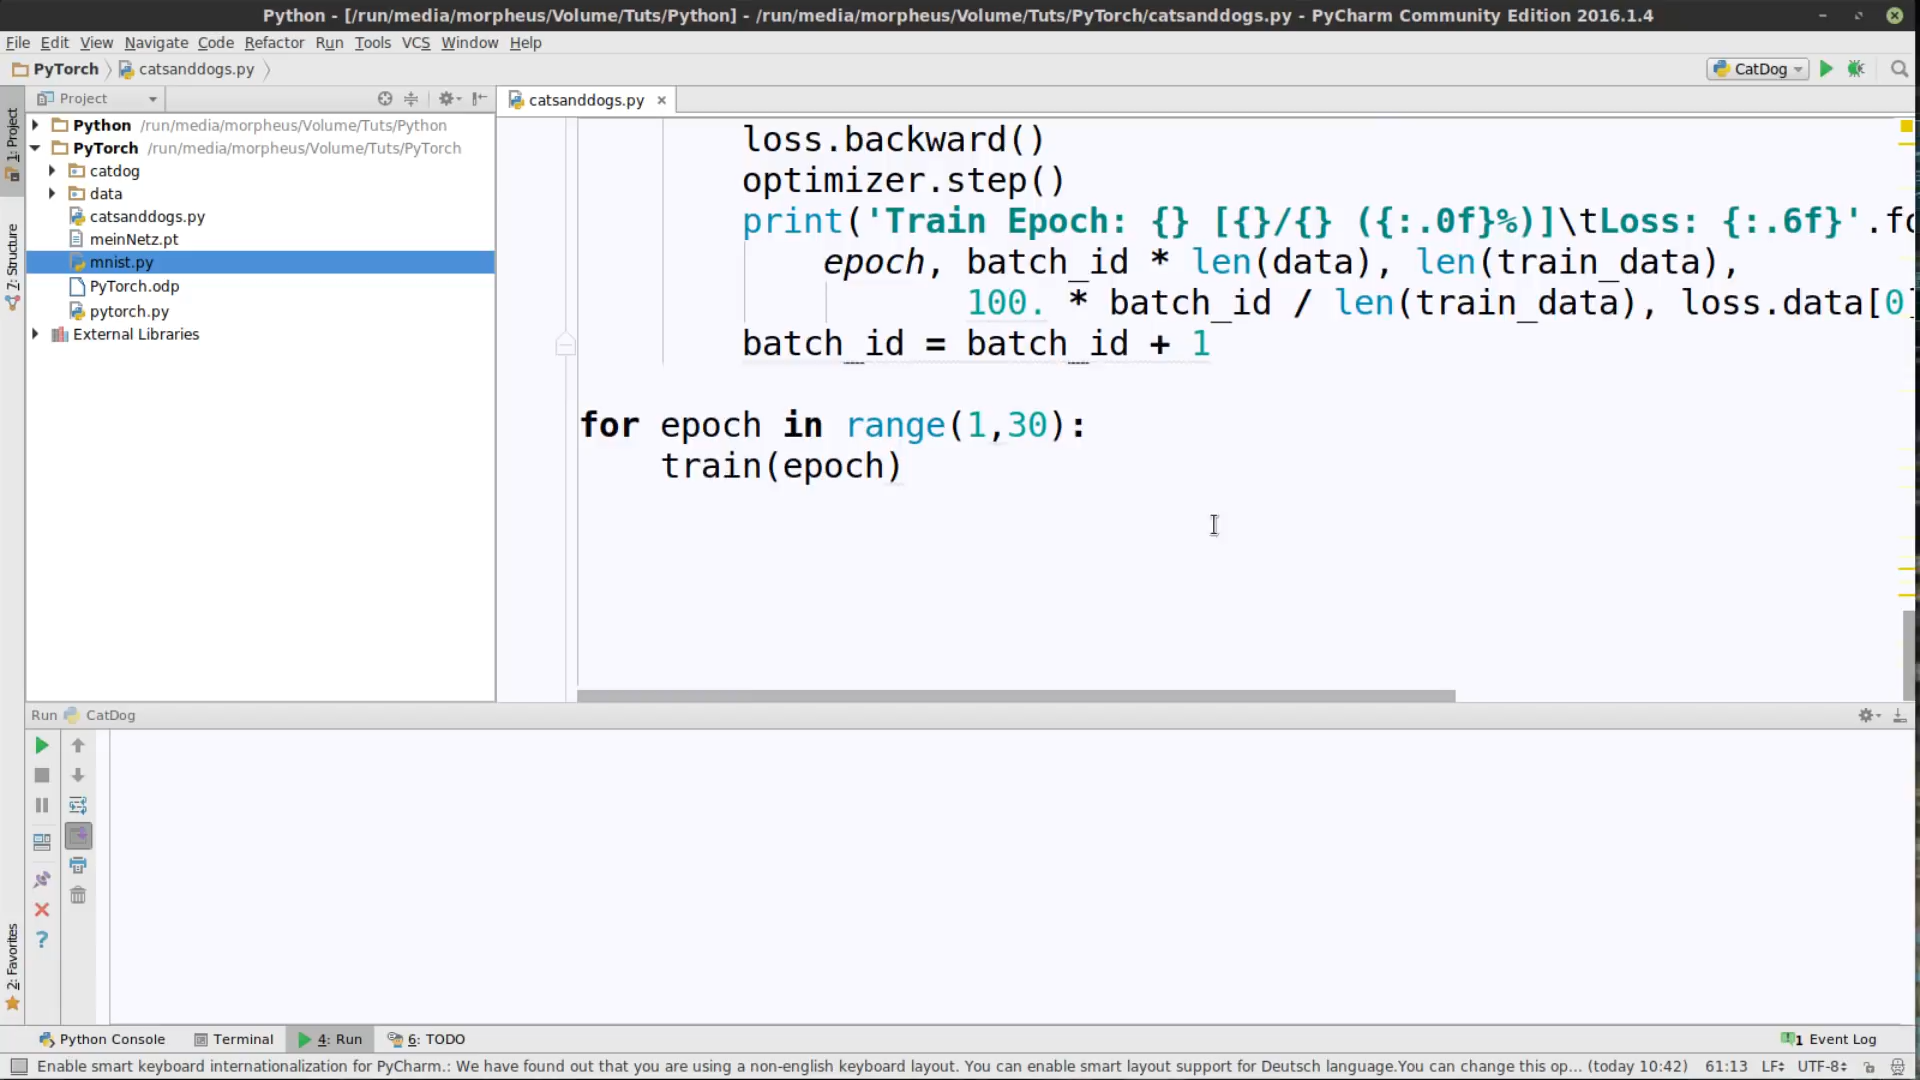 Python - [/run/media/morpheus/Volume/Tuts/Python] - /run/media/morpheus/Volume/Tuts/PyTorch/catsanddogs.py - PyCharm Community Edition 2016.1.4
File Edit View Navigate Code Refactor Run Tools VCS Window Help
PyTorch catsanddogs.py CatDog
Project catsanddogs.py
1: Project
7: Structure
2: Favorites
Python /run/media/morpheus/Volume/Tuts/Python
PyTorch /run/media/morpheus/Volume/Tuts/PyTorch
catdog
data
catsanddogs.py
meinNetz.pt
mnist.py
PyTorch.odp
pytorch.py
External Libraries
loss.backward()
optimizer.step()
print('Train Epoch: {} [{}/{} ({:.0f}%)]\tLoss: {:.6f}'.fo
epoch, batch_id * len(data), len(train_data),
100. * batch_id / len(train_data), loss.data[0]
batch_id = batch_id + 1
for epoch in range(1,30):
train(epoch)
Run CatDog
Python Console Terminal 4: Run 6: TODO 1 Event Log
Enable smart keyboard internationalization for PyCharm.: We have found out that you are using a non-english keyboard layout. You can enable smart layout support for Deutsch language.You can change this op... (today 10:42) 61:13 LF÷ UTF-8÷